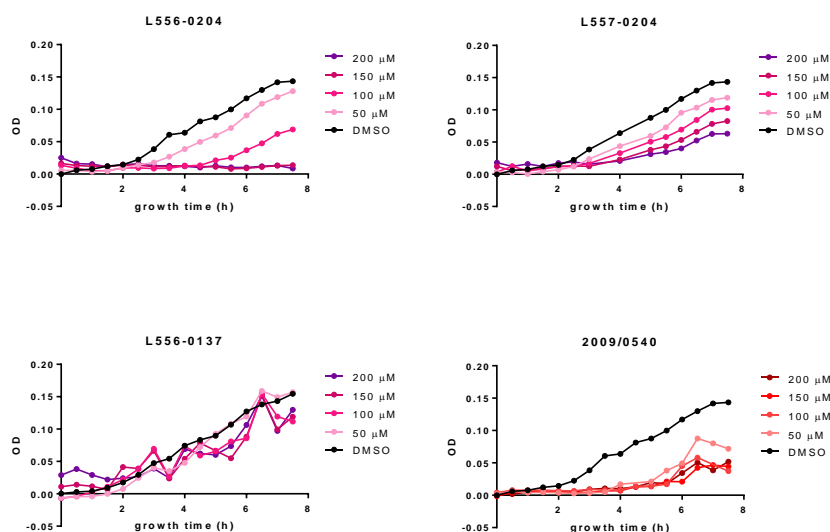 L556-0204
0.20
0.15
0.10
0.05
0.00
-0.05
OD
2
4
6
8
growth time (h)
200 μM
150 μM
100 μM
50 μM
DMSO
L557-0204
0.20
0.15
0.10
0.05
0.00
-0.05
OD
2
4
6
8
growth time (h)
200 μM
150 μM
100 μM
50 μM
DMSO
L556-0137
0.20
0.15
0.10
0.05
0.00
-0.05
OD
2
4
6
8
growth time (h)
200 μM
150 μM
100 μM
50 μM
DMSO
2009/0540
0.20
0.15
0.10
0.05
0.00
-0.05
OD
2
4
6
8
growth time (h)
200 μM
150 μM
100 μM
50 μM
DMSO